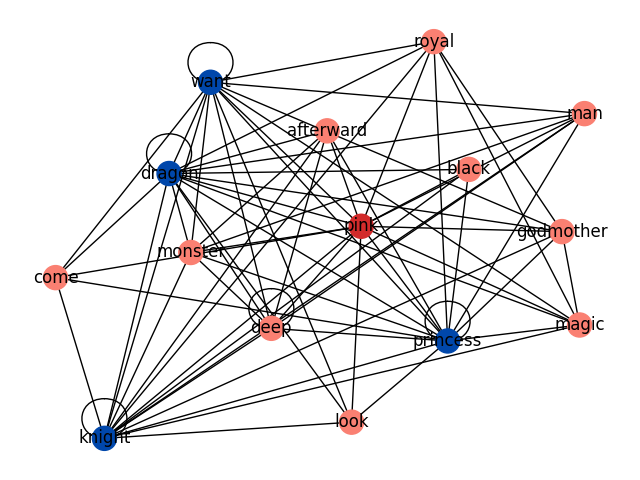 royal
want
man
afterward
black
dragon
pink
godmother
monster
come
magic
deep
princess
look
knight